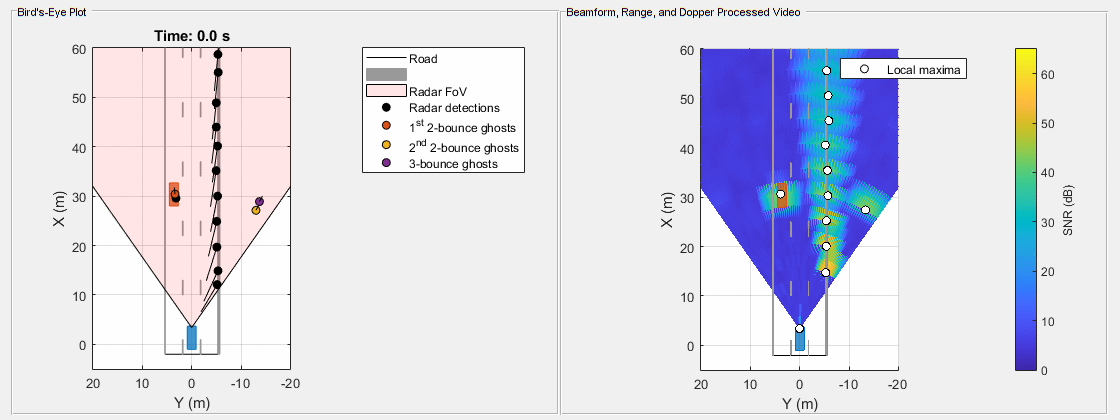 Bird's-Eye Plot
Time: 0.0 s
60
50
40
30
20
10
0
X (m)
20 10 0 -10 -20
Y (m)
Road
Radar FoV
Radar detections
1st 2-bounce ghosts
2nd 2-bounce ghosts
3-bounce ghosts
Beamform, Range, and Dopper Processed Video
60
50
40
30
20
10
0
X (m)
20 10 0 -10 -20
Y (m)
Local maxima
60
50
40
30
20
10
0
SNR (dB)